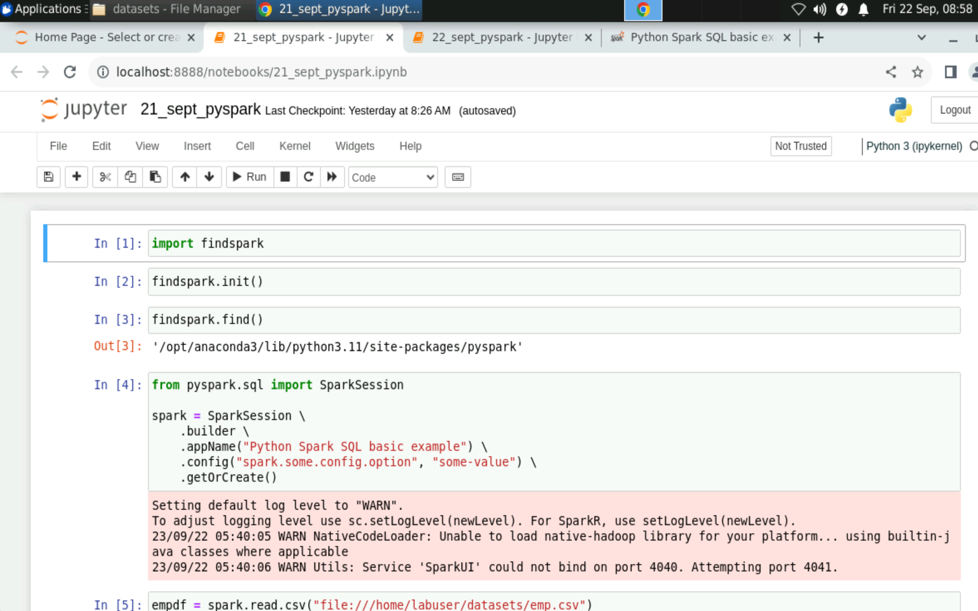 Applications
datasets - File Manager
21_sept_pyspark - Jupyt...
Fri 22 Sep, 08:58
Home Page - Select or crea
21_sept_pyspark - Jupyter
22_sept_pyspark - Jupyter
Python Spark SQL basic ex
localhost:8888/notebooks/21_sept_pyspark.ipynb
jupyter 21_sept_pyspark Last Checkpoint: Yesterday at 8:26 AM (autosaved)
Logout
File Edit View Insert Cell Kernel Widgets Help
Not Trusted
Python 3 (ipykernel)
Run
Code
In [1]: import findspark
In [2]: findspark.init()
In [3]: findspark.find()
Out[3]: '/opt/anaconda3/lib/python3.11/site-packages/pyspark'
In [4]: from pyspark.sql import SparkSession
spark = SparkSession \
.builder \
.appName("Python Spark SQL basic example") \
.config("spark.some.config.option", "some-value") \
.getOrCreate()
Setting default log level to "WARN".
To adjust logging level use sc.setLogLevel(newLevel). For SparkR, use setLogLevel(newLevel).
23/09/22 05:40:05 WARN NativeCodeLoader: Unable to load native-hadoop library for your platform... using builtin-j
ava classes where applicable
23/09/22 05:40:06 WARN Utils: Service 'SparkUI' could not bind on port 4040. Attempting port 4041.
In [5]: empdf = spark.read.csv("file:///home/labuser/datasets/emp.csv")